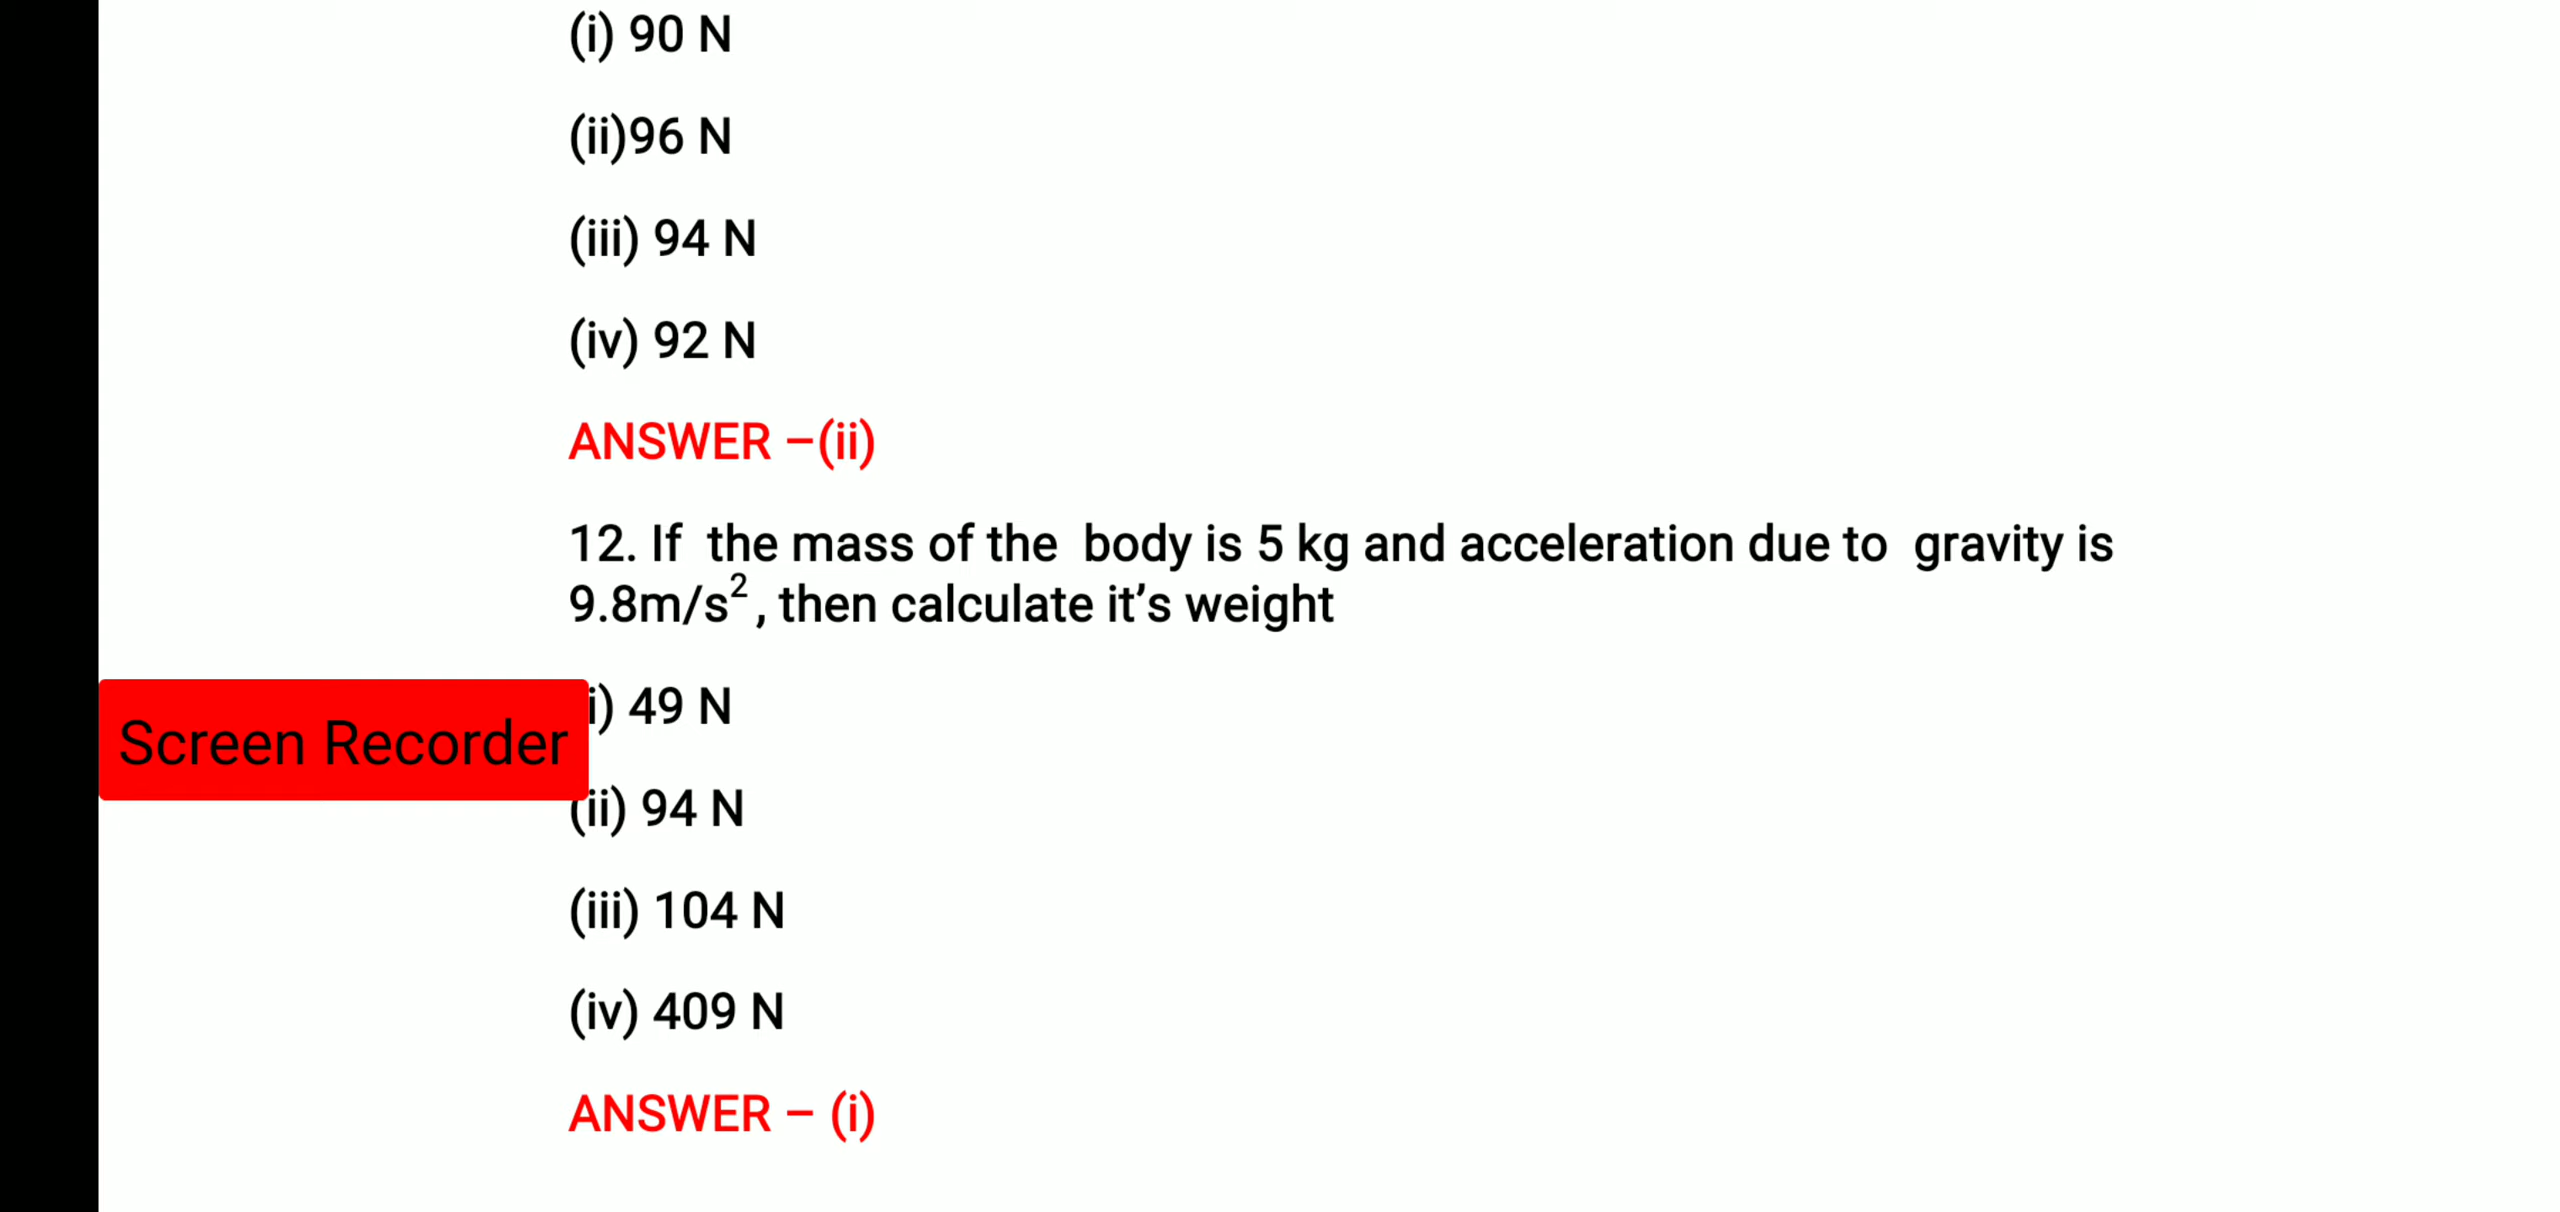 (i) 90 N
(ii)96 N
(iii) 94 N
(iv) 92 N
ANSWER –(ii)
12. If the mass of the body is 5 kg and acceleration due to gravity is
9.8m/s², then calculate it’s weight
i) 49 N
Screen Recorder
(ii) 94 N
(iii) 104 N
(iv) 409 N
ANSWER – (i)